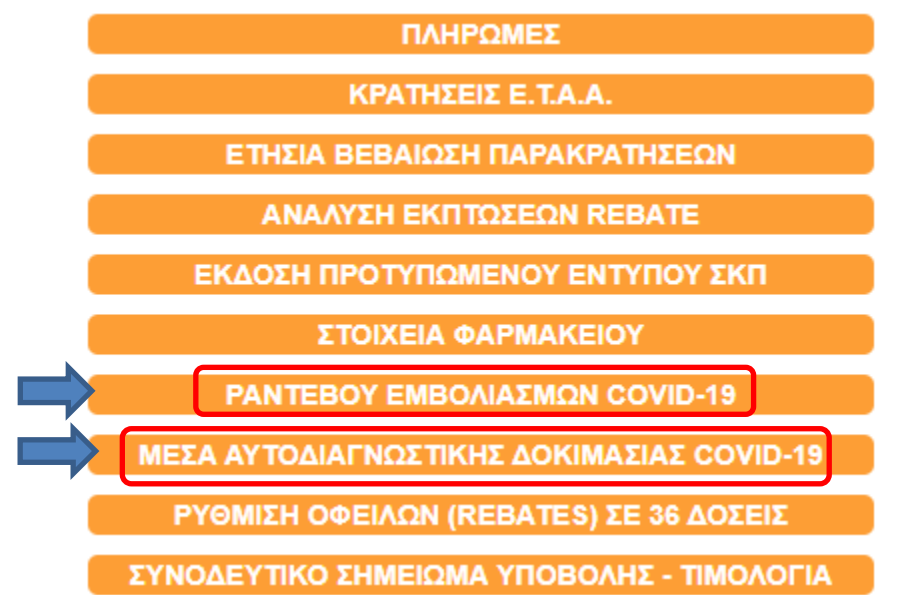 ΠΛΗΡΩΜΕΣ
ΚΡΑΤΗΣΕΙΣ Ε.Τ.Α.Α.
ΕΤΗΣΙΑ ΒΕΒΑΙΩΣΗ ΠΑΡΑΚΡΑΤΗΣΕΩΝ
ΑΝΑΛΥΣΗ ΕΚΠΤΩΣΕΩΝ REBATE
ΕΚΔΟΣΗ ΠΡΟΤΥΠΩΜΕΝΟΥ ΕΝΤΥΠΟΥ ΣΚΠ
ΣΤΟΙΧΕΙΑ ΦΑΡΜΑΚΕΙΟΥ
ΡΑΝΤΕΒΟΥ ΕΜΒΟΛΙΑΣΜΩΝ COVID-19
ΜΕΣΑ ΑΥΤΟΔΙΑΓΝΩΣΤΙΚΗΣ ΔΟΚΙΜΑΣΙΑΣ COVID-19
ΡΥΘΜΙΣΗ ΟΦΕΙΛΩΝ (REBATES) ΣΕ 36 ΔΟΣΕΙΣ
ΣΥΝΟΔΕΥΤΙΚΟ ΣΗΜΕΙΩΜΑ ΥΠΟΒΟΛΗΣ - ΤΙΜΟΛΟΓΙΑ